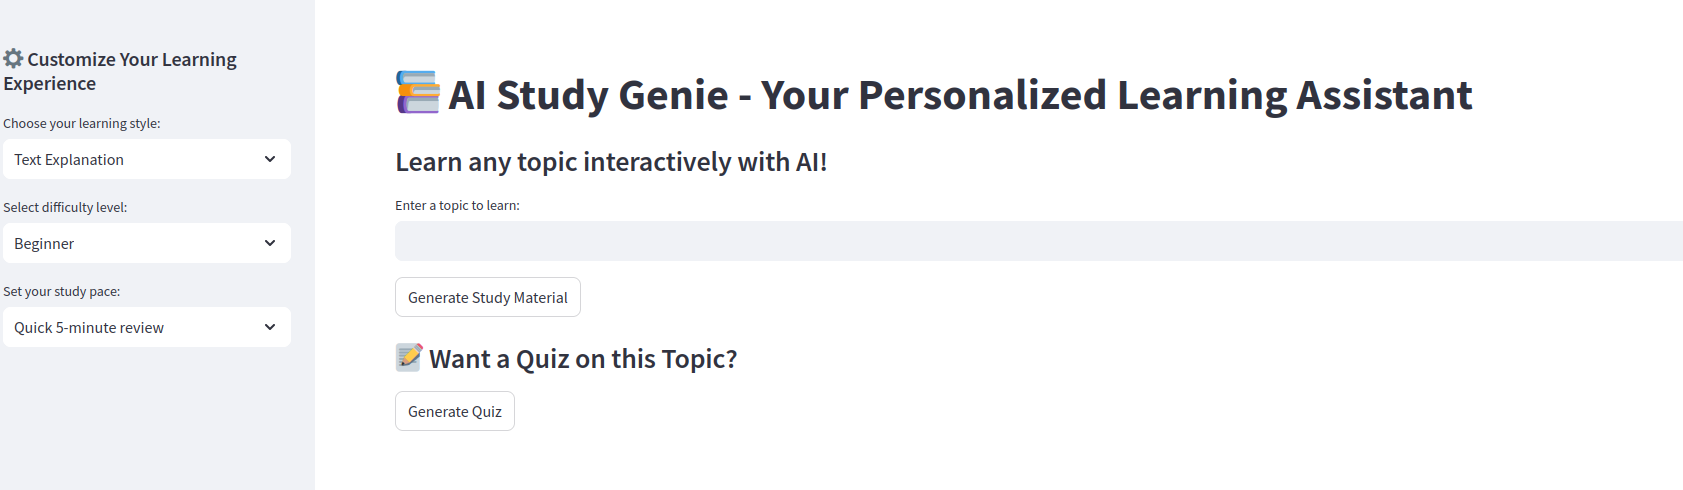 ⚙️ Customize Your Learning
Experience
Choose your learning style:
Text Explanation
Select difficulty level:
Beginner
Set your study pace:
Quick 5-minute review
📚 AI Study Genie - Your Personalized Learning Assistant
Learn any topic interactively with AI!
Enter a topic to learn:
Generate Study Material
📝 Want a Quiz on this Topic?
Generate Quiz